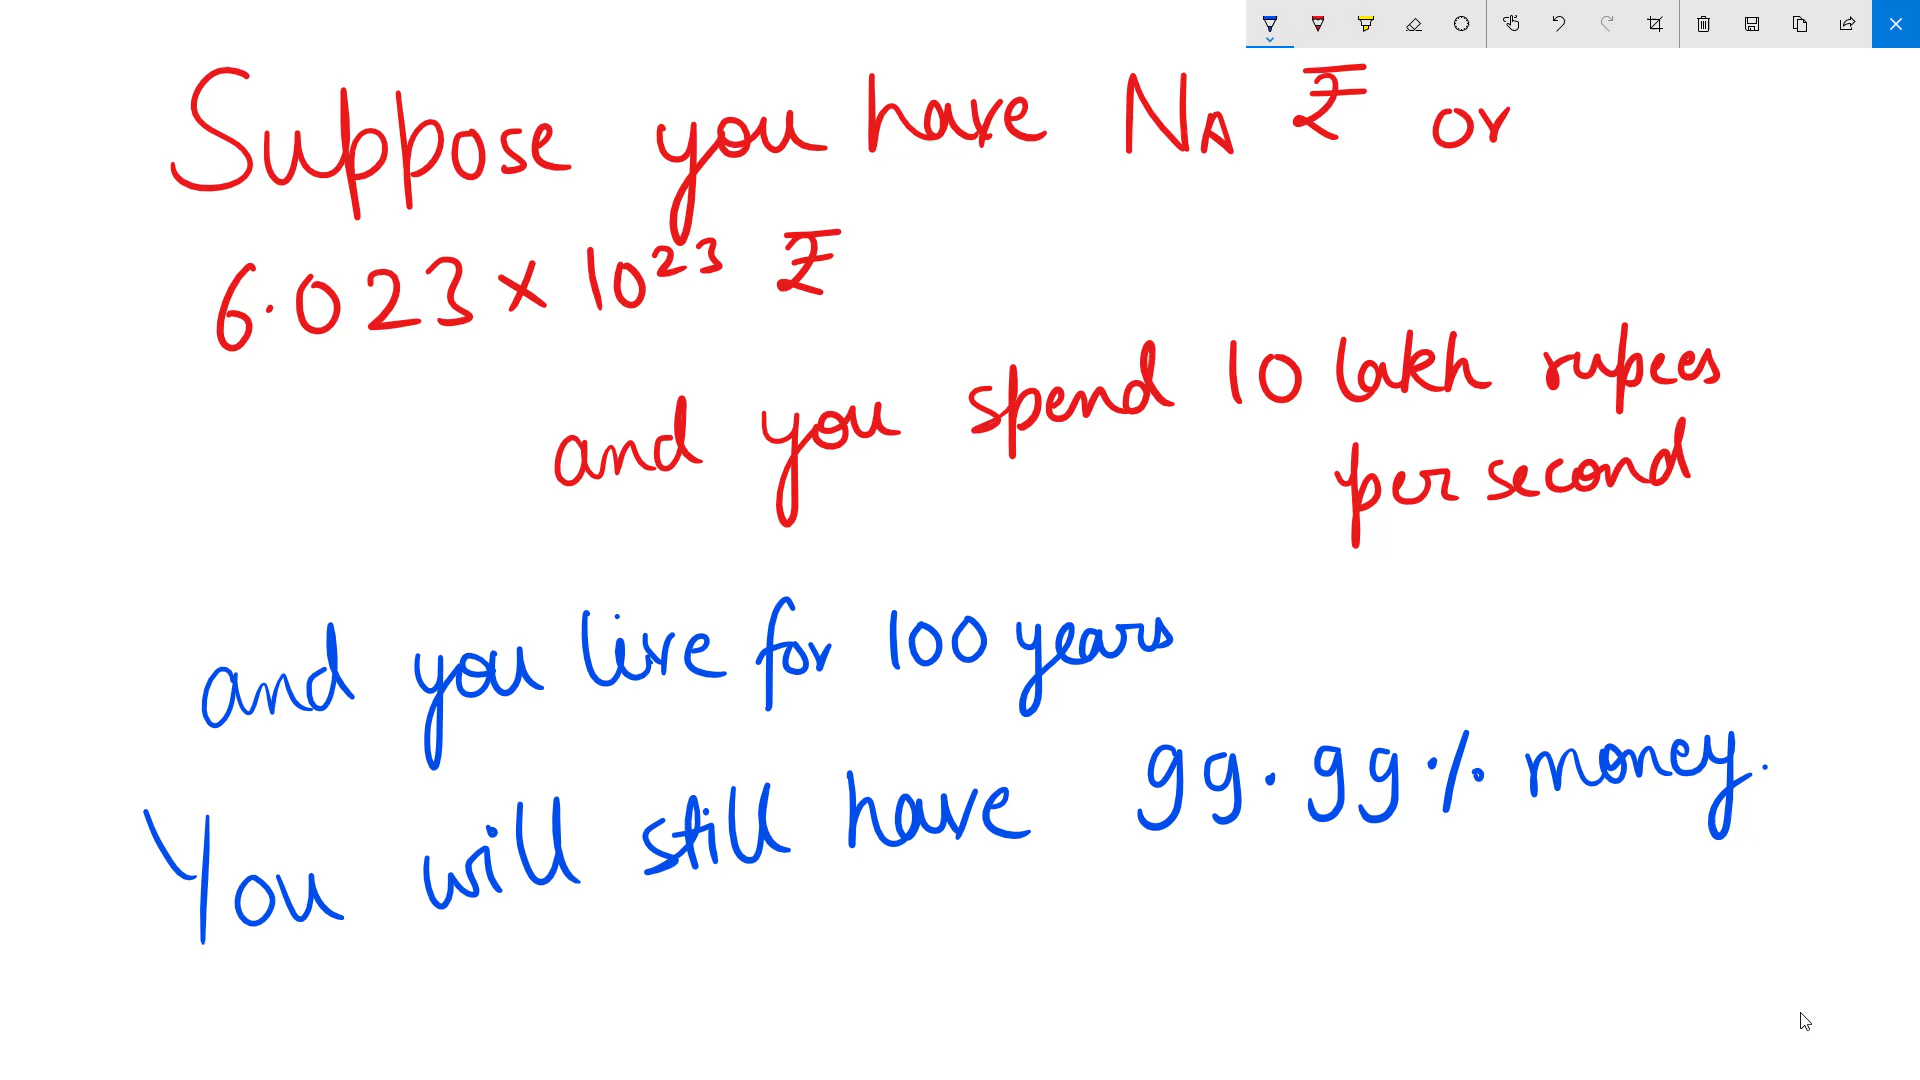 Suppose you have NA ₹ or
6.023 × 10²³ ₹
and you spend 10 lakh rupees
per second
and you live for 100 years
You will still have 99.99% money.